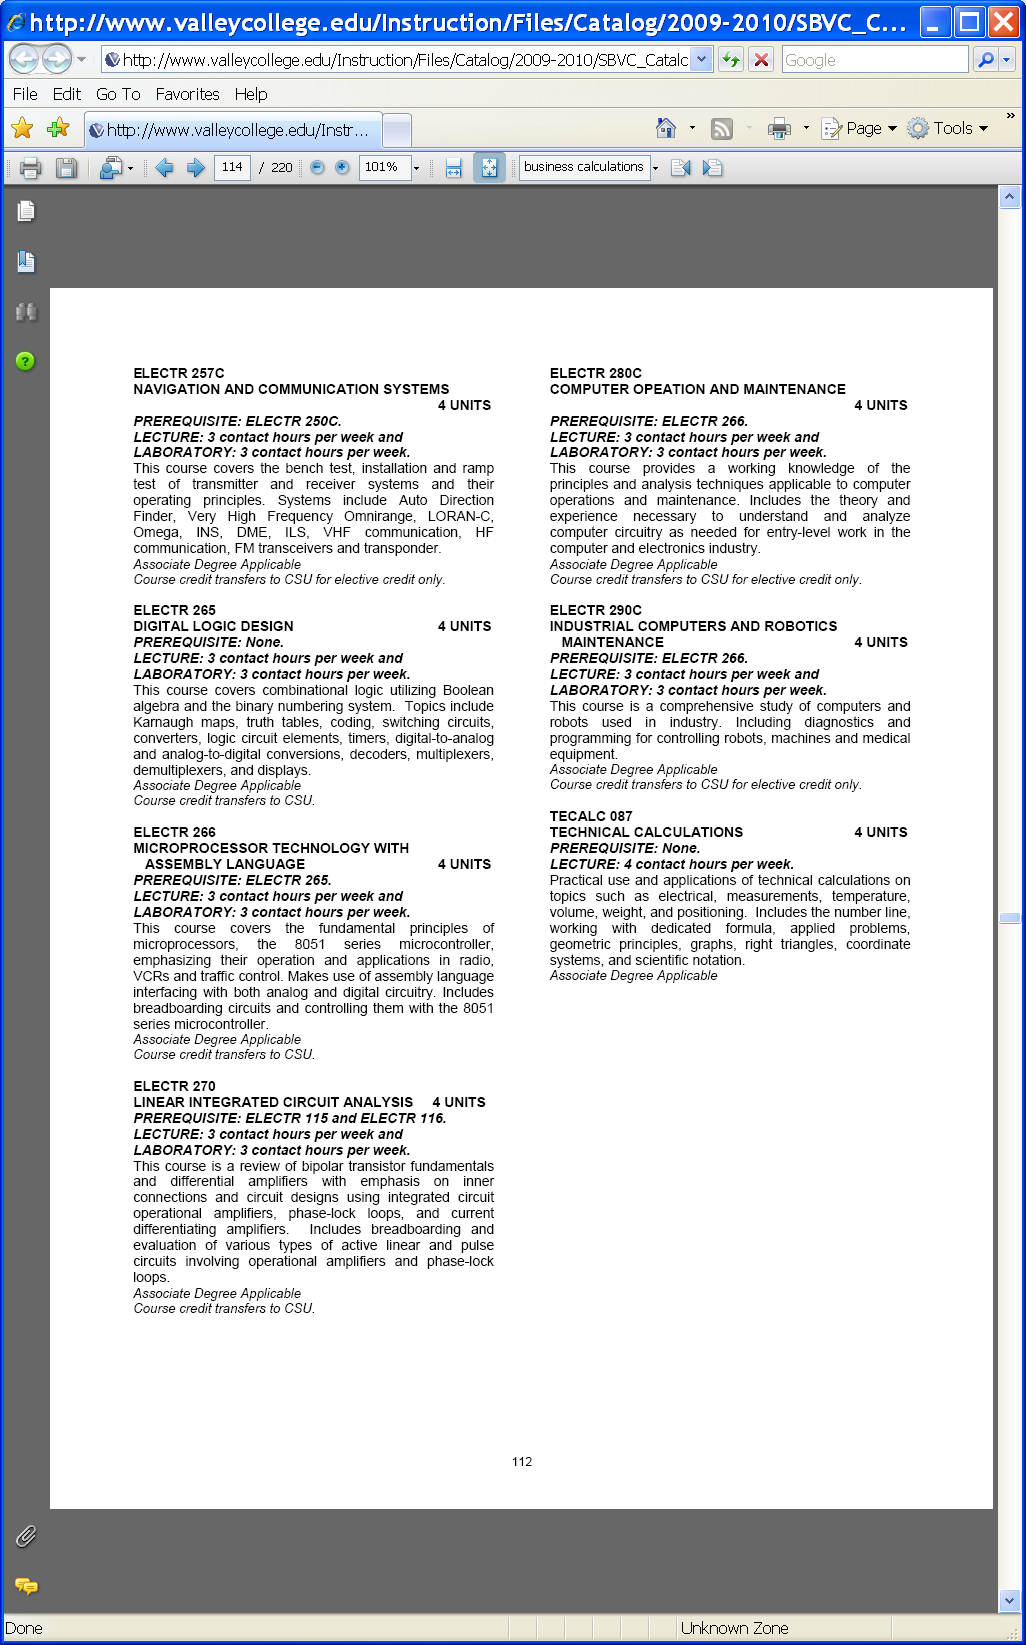 http://www.valleycollege.edu/Instruction/Files/Catalog/2009-2010/SBVC_C...
http://www.valleycollege.edu/Instruction/Files/Catalog/2009-2010/SBVC_Catalc
Google
File Edit Go To Favorites Help
http://www.valleycollege.edu/Instr...
Page Tools
114 / 220 101% business calculations
ELECTR 257C
NAVIGATION AND COMMUNICATION SYSTEMS
4 UNITS
PREREQUISITE: ELECTR 250C.
LECTURE: 3 contact hours per week and
LABORATORY: 3 contact hours per week.
This course covers the bench test, installation and ramp
test of transmitter and receiver systems and their
operating principles. Systems include Auto Direction
Finder, Very High Frequency Omnirange, LORAN-C,
Omega, INS, DME, ILS, VHF communication, HF
communication, FM transceivers and transponder.
Associate Degree Applicable
Course credit transfers to CSU for elective credit only.
ELECTR 265
DIGITAL LOGIC DESIGN 4 UNITS
PREREQUISITE: None.
LECTURE: 3 contact hours per week and
LABORATORY: 3 contact hours per week.
This course covers combinational logic utilizing Boolean
algebra and the binary numbering system. Topics include
Karnaugh maps, truth tables, coding, switching circuits,
converters, logic circuit elements, timers, digital-to-analog
and analog-to-digital conversions, decoders, multiplexers,
demultiplexers, and displays.
Associate Degree Applicable
Course credit transfers to CSU.
ELECTR 266
MICROPROCESSOR TECHNOLOGY WITH
ASSEMBLY LANGUAGE 4 UNITS
PREREQUISITE: ELECTR 265.
LECTURE: 3 contact hours per week and
LABORATORY: 3 contact hours per week.
This course covers the fundamental principles of
microprocessors, the 8051 series microcontroller,
emphasizing their operation and applications in radio,
VCRs and traffic control. Makes use of assembly language
interfacing with both analog and digital circuitry. Includes
breadboarding circuits and controlling them with the 8051
series microcontroller.
Associate Degree Applicable
Course credit transfers to CSU.
ELECTR 270
LINEAR INTEGRATED CIRCUIT ANALYSIS 4 UNITS
PREREQUISITE: ELECTR 115 and ELECTR 116.
LECTURE: 3 contact hours per week and
LABORATORY: 3 contact hours per week.
This course is a review of bipolar transistor fundamentals
and differential amplifiers with emphasis on inner
connections and circuit designs using integrated circuit
operational amplifiers, phase-lock loops, and current
differentiating amplifiers. Includes breadboarding and
evaluation of various types of active linear and pulse
circuits involving operational amplifiers and phase-lock
loops.
Associate Degree Applicable
Course credit transfers to CSU.
ELECTR 280C
COMPUTER OPEATION AND MAINTENANCE
4 UNITS
PREREQUISITE: ELECTR 266.
LECTURE: 3 contact hours per week and
LABORATORY: 3 contact hours per week.
This course provides a working knowledge of the
principles and analysis techniques applicable to computer
operations and maintenance. Includes the theory and
experience necessary to understand and analyze
computer circuitry as needed for entry-level work in the
computer and electronics industry.
Associate Degree Applicable
Course credit transfers to CSU for elective credit only.
ELECTR 290C
INDUSTRIAL COMPUTERS AND ROBOTICS
MAINTENANCE 4 UNITS
PREREQUISITE: ELECTR 266.
LECTURE: 3 contact hours per week and
LABORATORY: 3 contact hours per week.
This course is a comprehensive study of computers and
robots used in industry. Including diagnostics and
programming for controlling robots, machines and medical
equipment.
Associate Degree Applicable
Course credit transfers to CSU for elective credit only.
TECALC 087
TECHNICAL CALCULATIONS 4 UNITS
PREREQUISITE: None.
LECTURE: 4 contact hours per week.
Practical use and applications of technical calculations on
topics such as electrical, measurements, temperature,
volume, weight, and positioning. Includes the number line,
working with dedicated formula, applied problems,
geometric principles, graphs, right triangles, coordinate
systems, and scientific notation.
Associate Degree Applicable
112
Done Unknown Zone